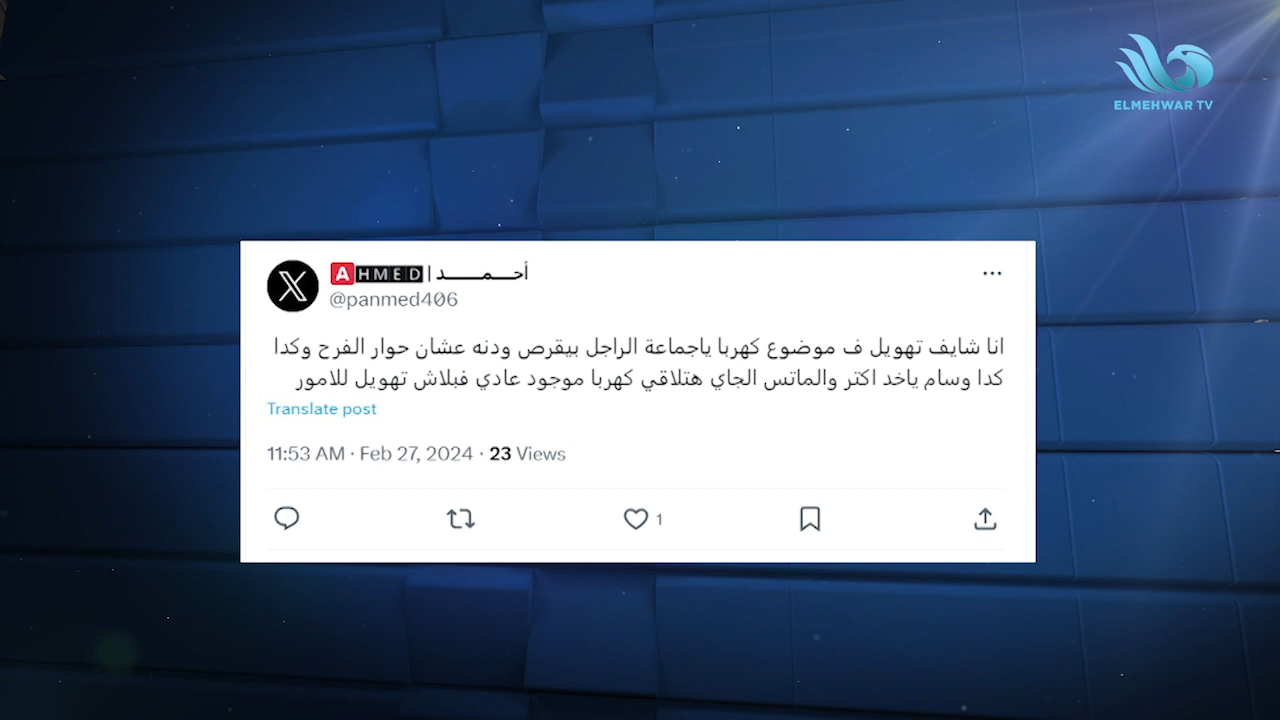 ELMEHWAR TV
AHMED | أحـــمـــــد
@panmed406
انا شايف تهويل ف موضوع كهربا ياجماعة الراجل بيقرص ودنه عشان حوار الفرح وكدا
كدا وسام ياخد اكتر والماتس الجاي هتلاقي كهربا موجود عادي فبلاش تهويل للامور
Translate post
11:53 AM · Feb 27, 2024 · 23 Views
1